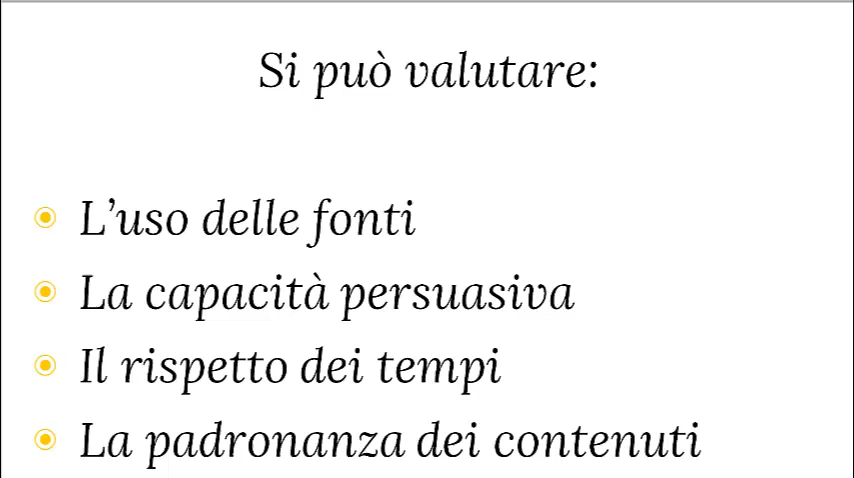 Si può valutare:
L’uso delle fonti
La capacità persuasiva
Il rispetto dei tempi
La padronanza dei contenuti